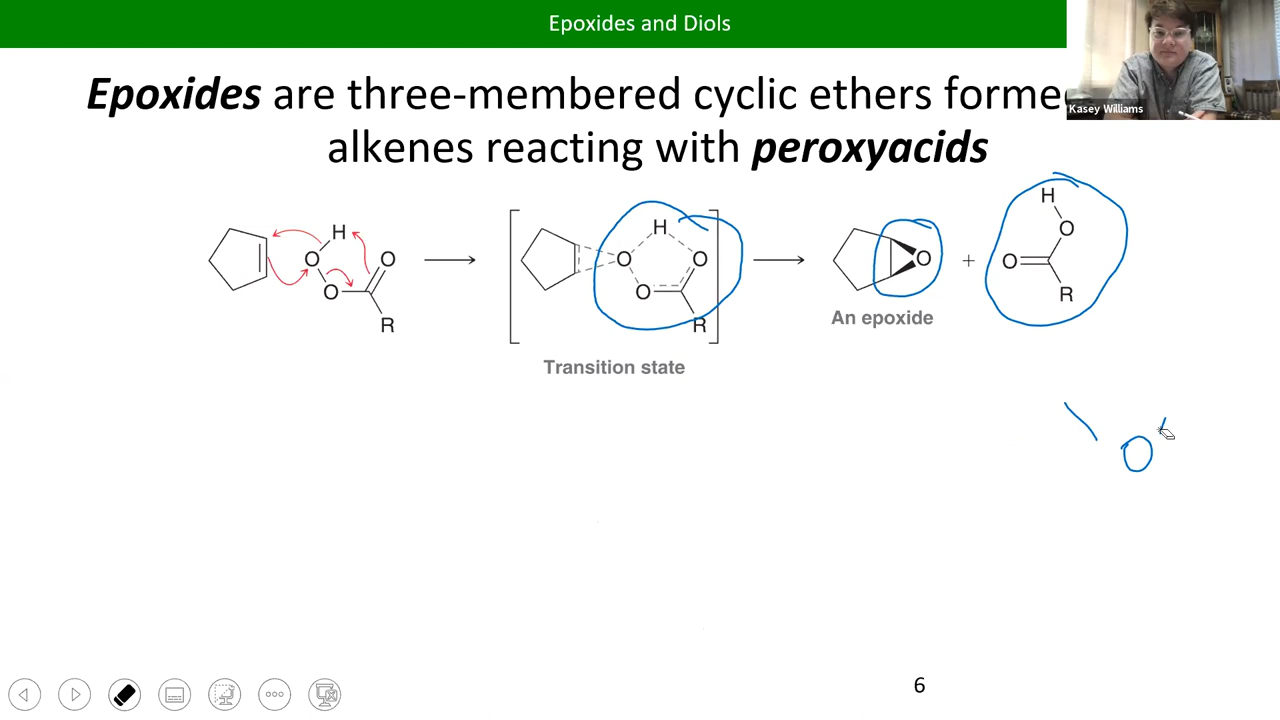 Epoxides and Diols
Kasey Williams
Epoxides are three-membered cyclic ethers forme
alkenes reacting with peroxyacids
H
O
O
O
R
H
O
O
O
R
O
An epoxide
+
H
O
O
R
Transition state
O
6